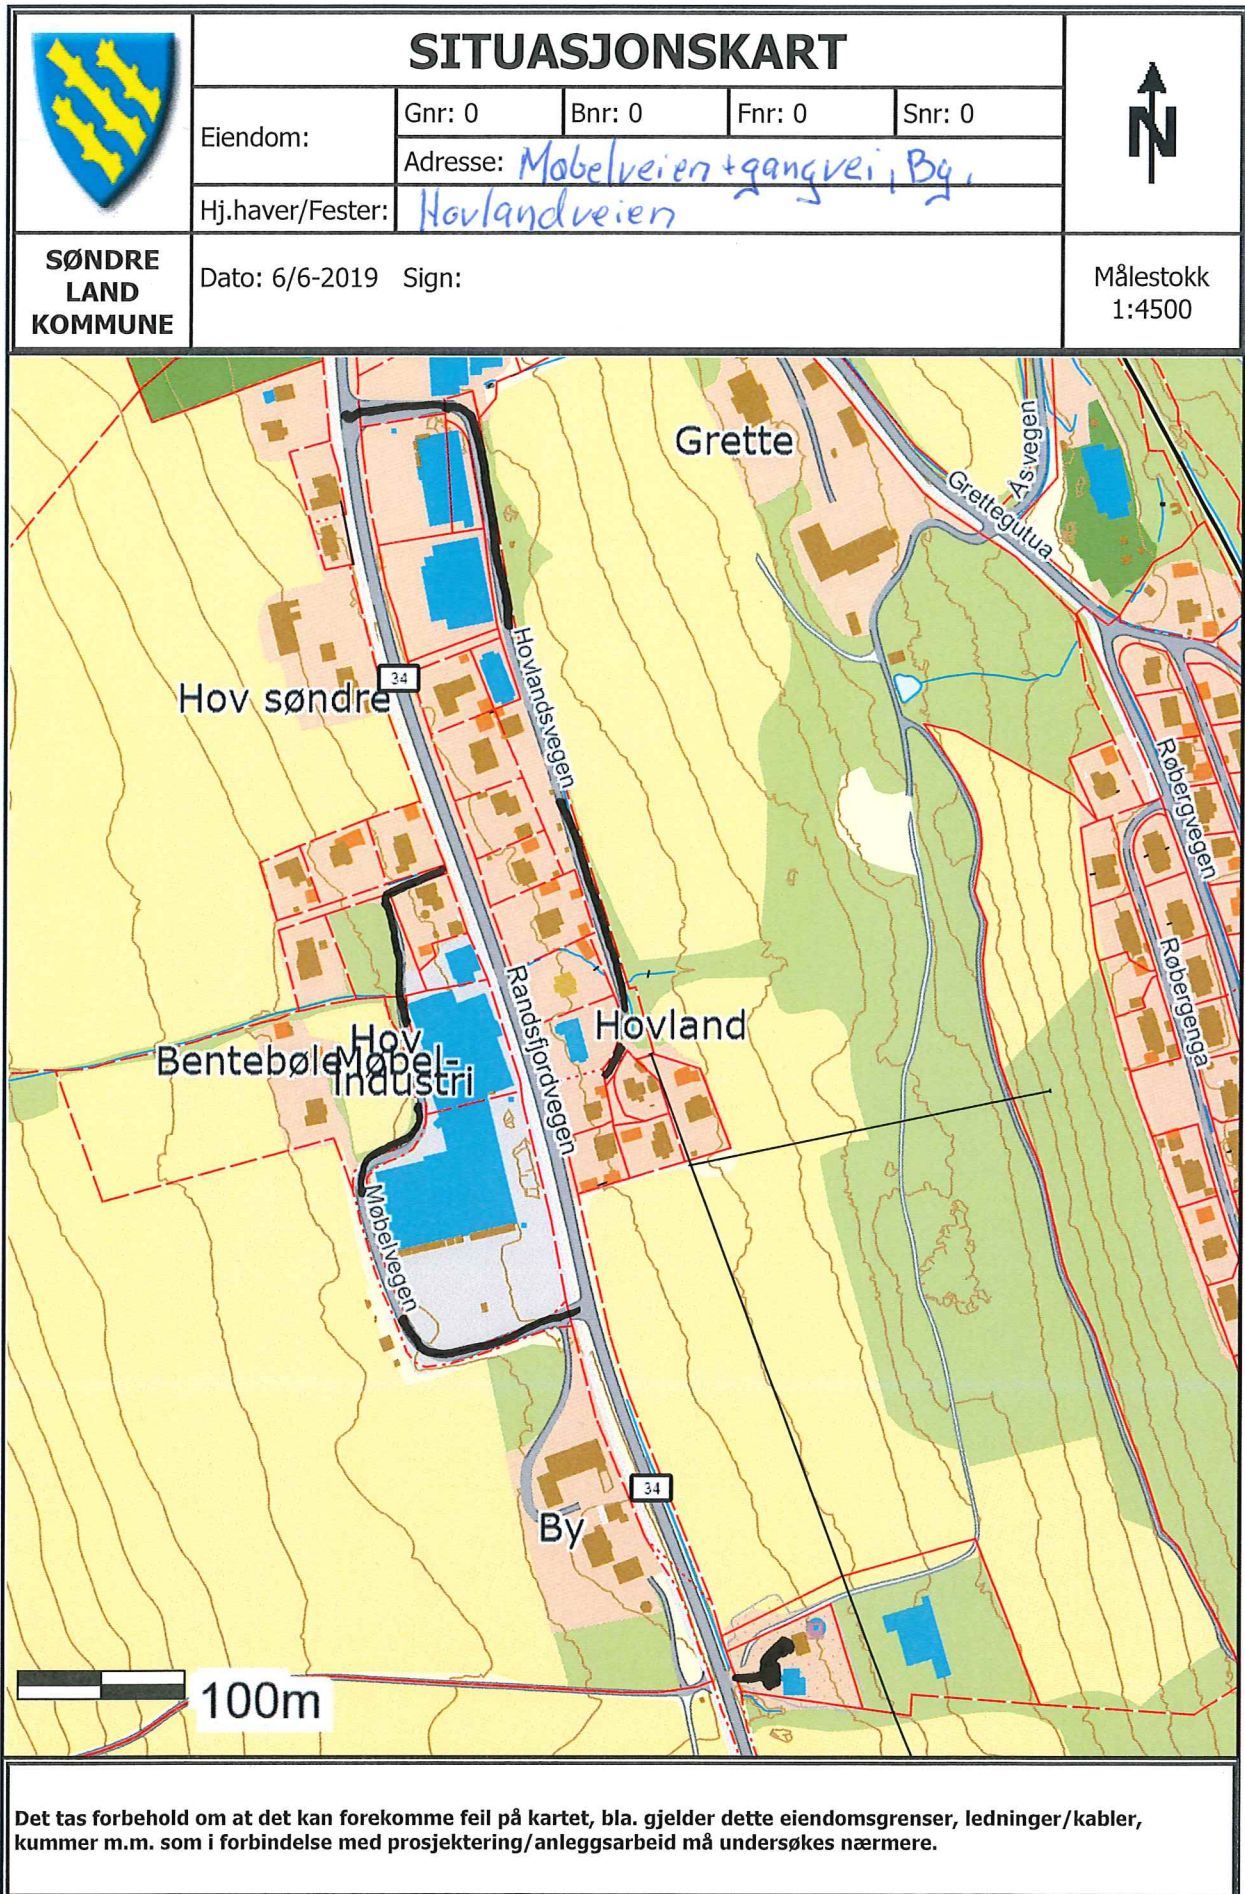 SITUASJONSKART
Eiendom:
Gnr: 0
Bnr: 0
Fnr: 0
Snr: 0
Adresse: Møbelveien + gangvei, By,
Hj.haver/Fester: Hovlandveien
N
SØNDRE
LAND
KOMMUNE
Dato: 6/6-2019 Sign:
Målestokk
1:4500
Grette
Åsvegen
Grettegutua
Hovlandsvegen
34
Hov søndre
Røbergvegen
Røbergenga
Randsfjordvegen
Hovland
Hov
Møbel-
industri
Bentebøle
Møbelvegen
34
By
100m
Det tas forbehold om at det kan forekomme feil på kartet, bla. gjelder dette eiendomsgrenser, ledninger/kabler,
kummer m.m. som i forbindelse med prosjektering/anleggsarbeid må undersøkes nærmere.